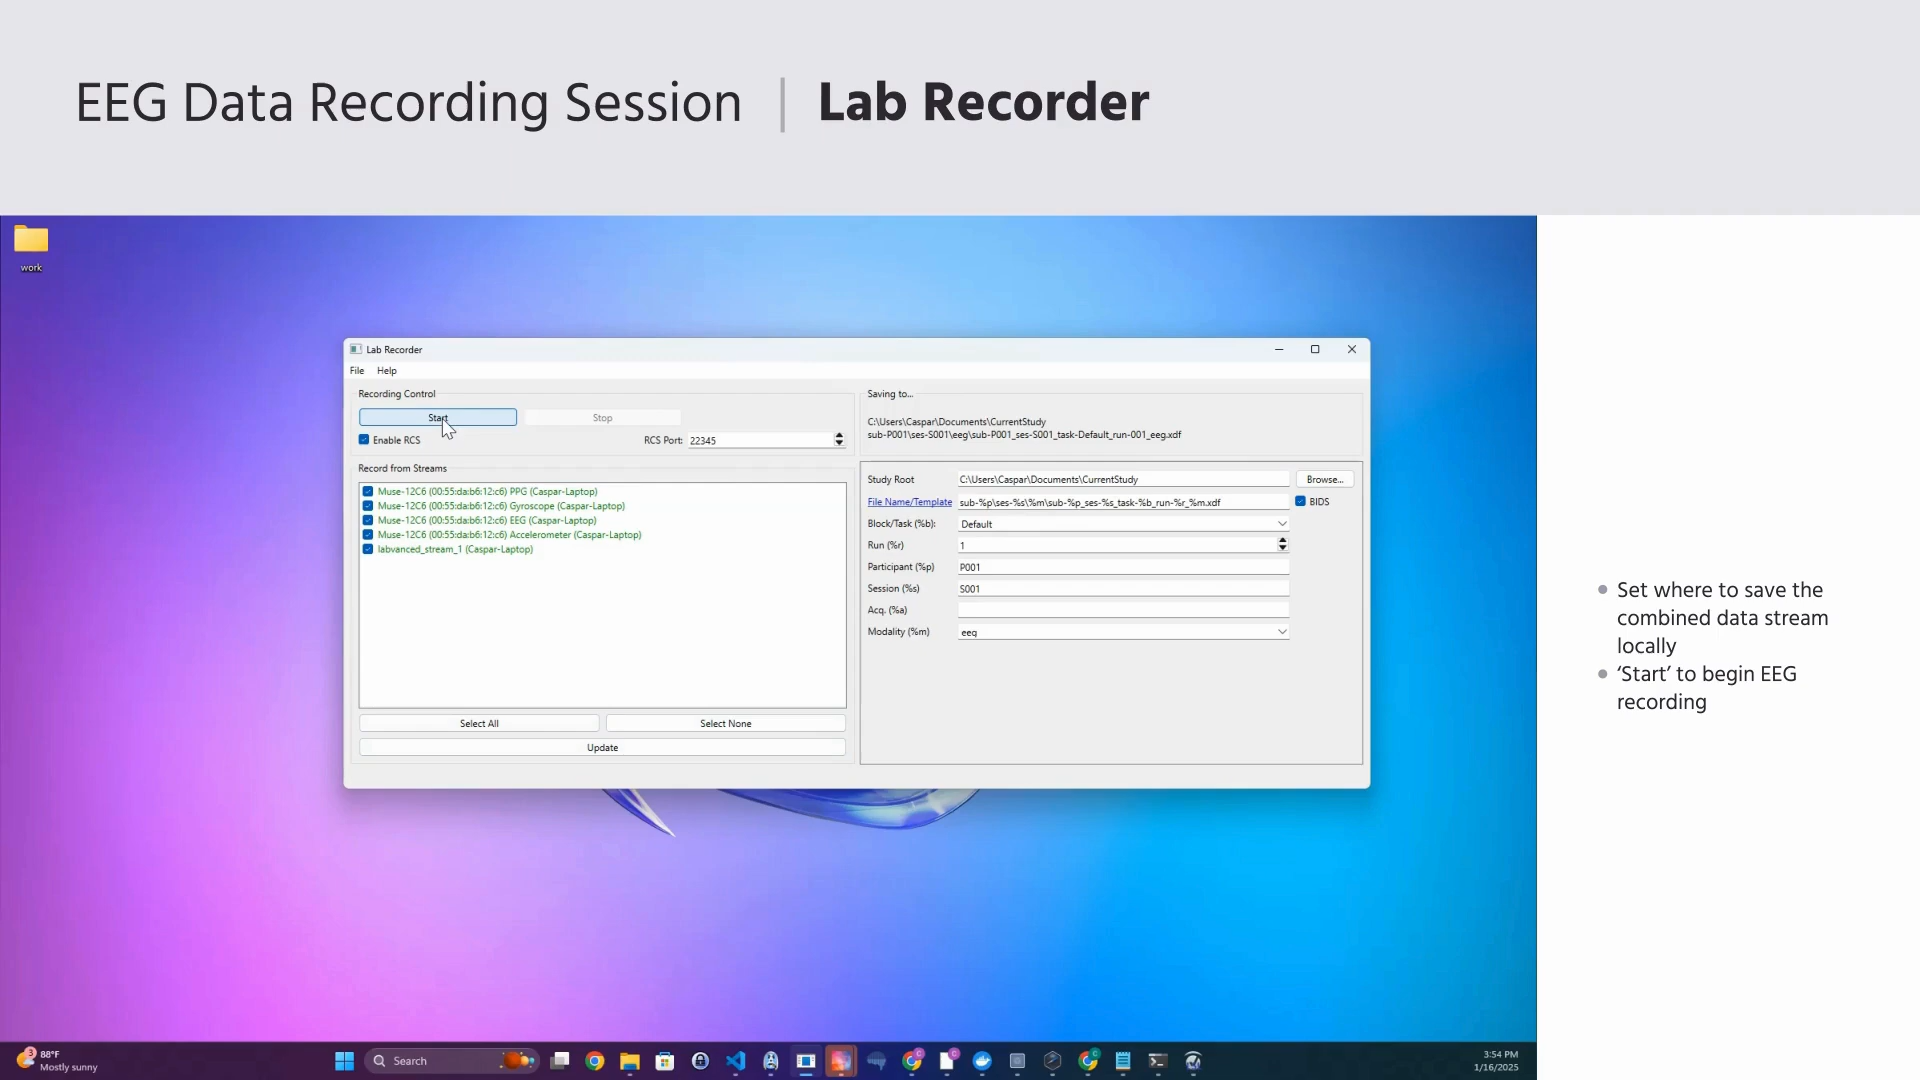 EEG Data Recording Session | Lab Recorder
work
Lab Recorder
File Help
Recording Control
Start Stop
Enable RCS RCS Port: 22345
Record from Streams
Muse-12C6 (00:55:da:b6:12:c6) PPG (Caspar-Laptop)
Muse-12C6 (00:55:da:b6:12:c6) Gyroscope (Caspar-Laptop)
Muse-12C6 (00:55:da:b6:12:c6) EEG (Caspar-Laptop)
Muse-12C6 (00:55:da:b6:12:c6) Accelerometer (Caspar-Laptop)
labvanced_stream_1 (Caspar-Laptop)
Select All Select None
Update
Saving to...
C:\Users\Caspar\Documents\CurrentStudy
sub-P001\ses-S001\eeg\sub-P001_ses-S001_task-Default_run-001_eeg.xdf
Study Root C:\Users\Caspar\Documents\CurrentStudy Browse...
File Name/Template sub-%p\ses-%s\%m\sub-%p_ses-%s_task-%b_run-%r_%m.xdf BIDS
Block/Task (%b): Default
Run (%r) 1
Participant (%p) P001
Session (%s) S001
Acq. (%a)
Modality (%m) eeg
Set where to save the
combined data stream
locally
‘Start’ to begin EEG
recording
3
88°F
Mostly sunny
Search
3:54 PM
1/16/2025